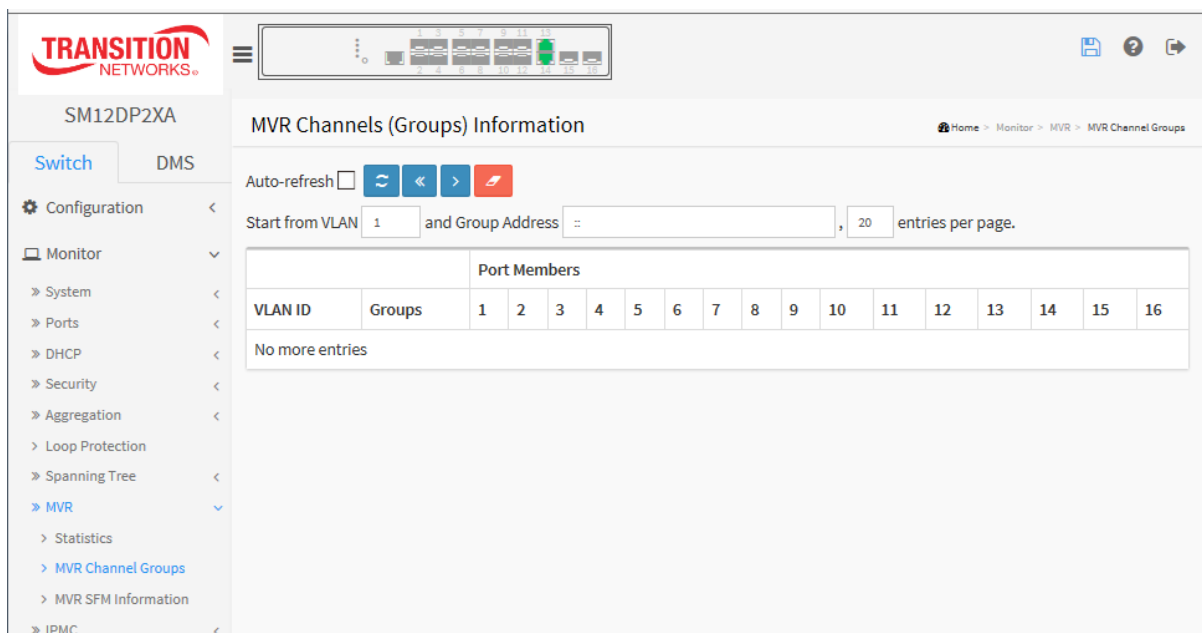 TRANSITION
NETWORKS®
1 3 5 7 9 11 13
2 4 6 8 10 12 14 15 16
SM12DP2XA
Switch DMS
Configuration
Monitor
System
Ports
DHCP
Security
Aggregation
Loop Protection
Spanning Tree
MVR
Statistics
MVR Channel Groups
MVR SFM Information
IPMC
MVR Channels (Groups) Information
Home > Monitor > MVR > MVR Channel Groups
Auto-refresh
Start from VLAN 1 and Group Address :: , 20 entries per page.
Port Members
VLAN ID Groups 1 2 3 4 5 6 7 8 9 10 11 12 13 14 15 16
No more entries